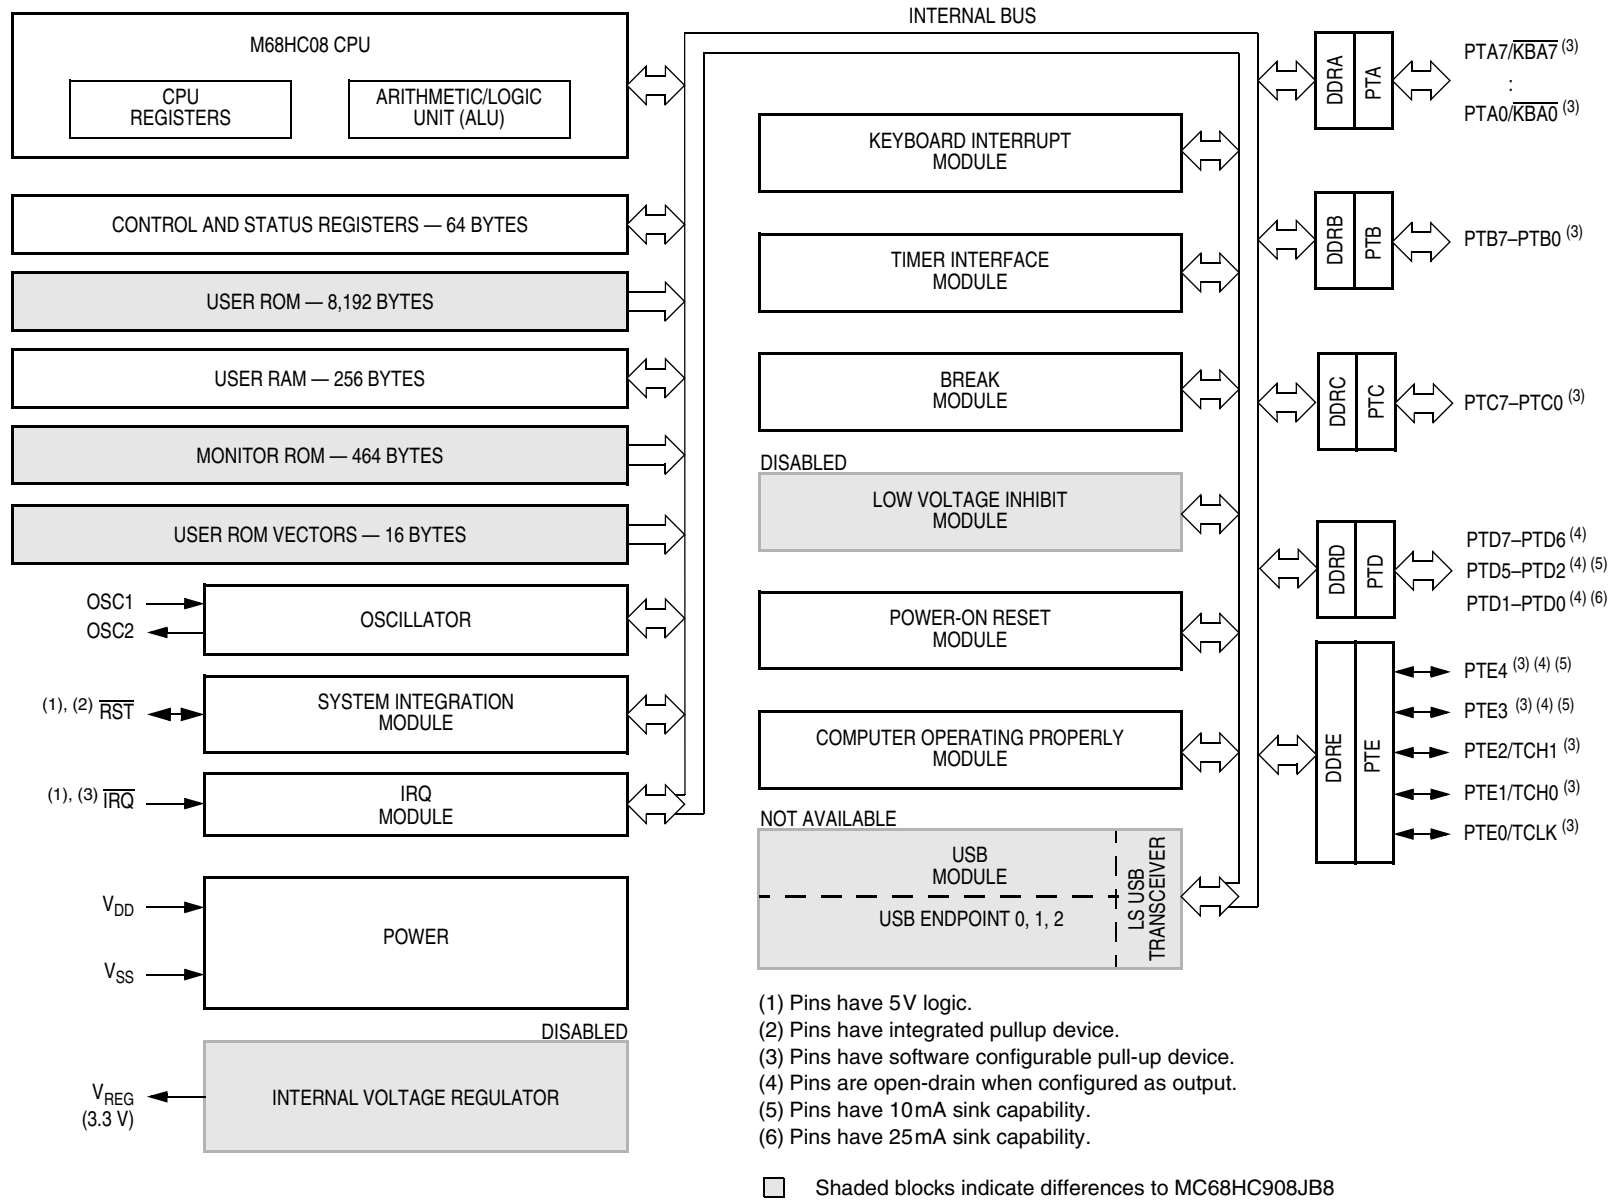 INTERNAL BUS
M68HC08 CPU
CPU
REGISTERS
ARITHMETIC/LOGIC
UNIT (ALU)
CONTROL AND STATUS REGISTERS — 64 BYTES
USER ROM — 8,192 BYTES
USER RAM — 256 BYTES
MONITOR ROM — 464 BYTES
USER ROM VECTORS — 16 BYTES
OSC1
OSC2
OSCILLATOR
(1), (2) RST
SYSTEM INTEGRATION
MODULE
(1), (3) IRQ
IRQ
MODULE
VDD
VSS
POWER
DISABLED
VREG
(3.3 V)
INTERNAL VOLTAGE REGULATOR
KEYBOARD INTERRUPT
MODULE
TIMER INTERFACE
MODULE
BREAK
MODULE
DISABLED
LOW VOLTAGE INHIBIT
MODULE
POWER-ON RESET
MODULE
COMPUTER OPERATING PROPERLY
MODULE
NOT AVAILABLE
USB
MODULE
USB ENDPOINT 0, 1, 2
LS USB
TRANSCEIVER
DDRA
PTA
PTA7/KBA7 (3)
:
PTA0/KBA0 (3)
DDRB
PTB
PTB7–PTB0 (3)
DDRC
PTC
PTC7–PTC0 (3)
DDRD
PTD
PTD7–PTD6 (4)
PTD5–PTD2 (4) (5)
PTD1–PTD0 (4) (6)
DDRE
PTE
PTE4 (3) (4) (5)
PTE3 (3) (4) (5)
PTE2/TCH1 (3)
PTE1/TCH0 (3)
PTE0/TCLK (3)
(1) Pins have 5V logic.
(2) Pins have integrated pullup device.
(3) Pins have software configurable pull-up device.
(4) Pins are open-drain when configured as output.
(5) Pins have 10mA sink capability.
(6) Pins have 25mA sink capability.
Shaded blocks indicate differences to MC68HC908JB8